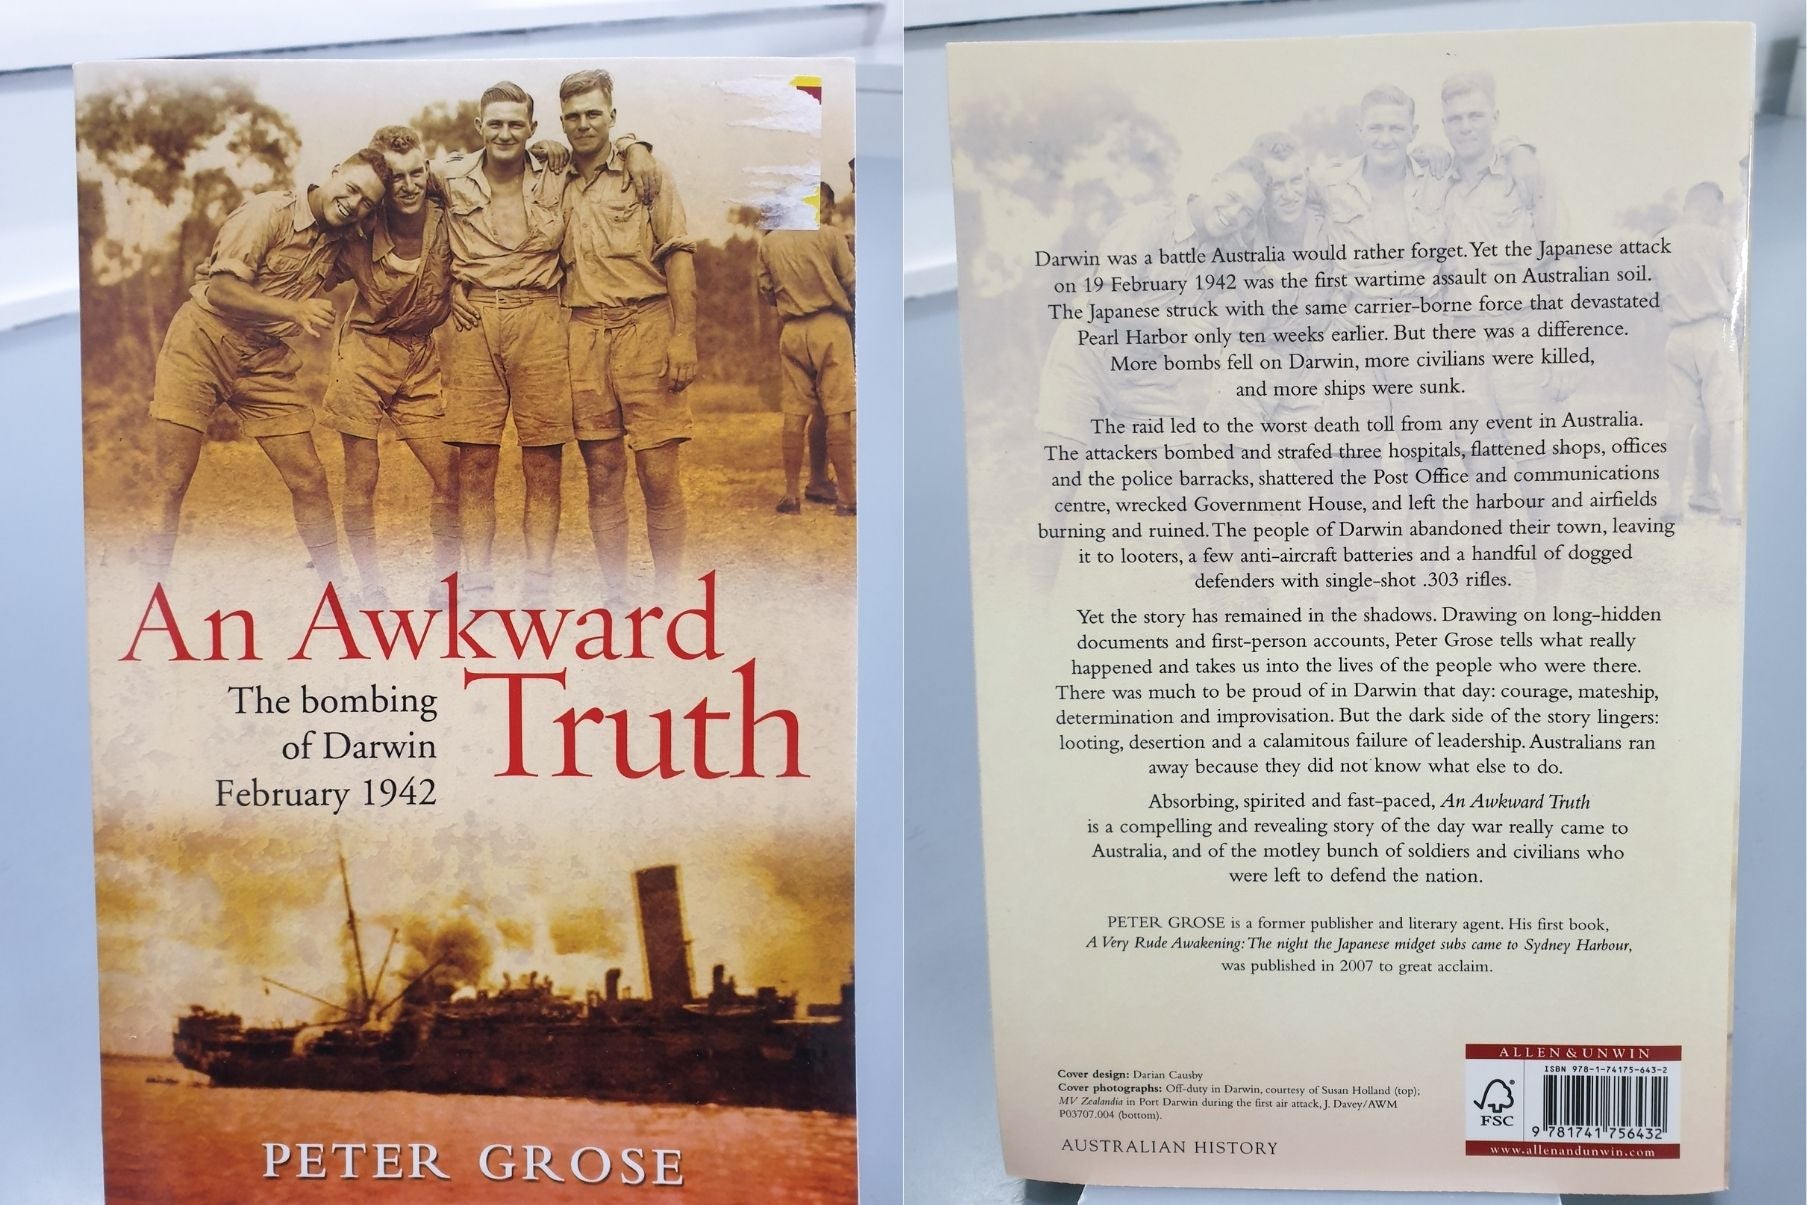 An Awkward
Truth
The bombing
of Darwin
February 1942
PETER GROSE
Darwin was a battle Australia would rather forget. Yet the Japanese attack
on 19 February 1942 was the first wartime assault on Australian soil.
The Japanese struck with the same carrier-borne force that devastated
Pearl Harbor only ten weeks earlier. But there was a difference.
More bombs fell on Darwin, more civilians were killed,
and more ships were sunk.
The raid led to the worst death toll from any event in Australia.
The attackers bombed and strafed three hospitals, flattened shops, offices
and the police barracks, shattered the Post Office and communications
centre, wrecked Government House, and left the harbour and airfields
burning and ruined. The people of Darwin abandoned their town, leaving
it to looters, a few anti-aircraft batteries and a handful of dogged
defenders with single-shot .303 rifles.
Yet the story has remained in the shadows. Drawing on long-hidden
documents and first-person accounts, Peter Grose tells what really
happened and takes us into the lives of the people who were there.
There was much to be proud of in Darwin that day: courage, mateship,
determination and improvisation. But the dark side of the story lingers:
looting, desertion and a calamitous failure of leadership. Australians ran
away because they did not know what else to do.
Absorbing, spirited and fast-paced, An Awkward Truth
is a compelling and revealing story of the day war really came to
Australia, and of the motley bunch of soldiers and civilians who
were left to defend the nation.
PETER GROSE is a former publisher and literary agent. His first book,
A Very Rude Awakening: The night the Japanese midget subs came to Sydney Harbour,
was published in 2007 to great acclaim.
Cover design: Darian Causby
Cover photographs: Off-duty in Darwin, courtesy of Susan Holland (top);
MV Zealandia in Port Darwin during the first air attack, J. Davey/AWM
P03707.004 (bottom).
AUSTRALIAN HISTORY
ALLEN & UNWIN
ISBN 978-1-74175-643-2
FSC
9 781741 756432
www.allenandunwin.com